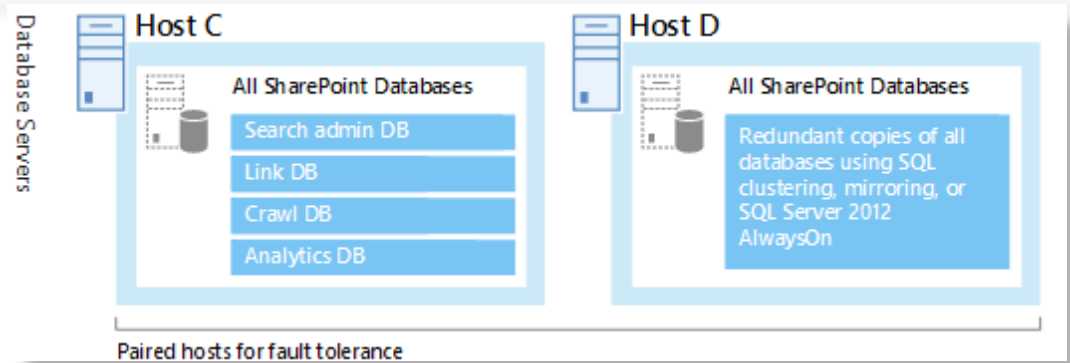 Database Servers
Host C
All SharePoint Databases
Search admin DB
Link DB
Crawl DB
Analytics DB
Host D
All SharePoint Databases
Redundant copies of all
databases using SQL
clustering, mirroring, or
SQL Server 2012
AlwaysOn
Paired hosts for fault tolerance